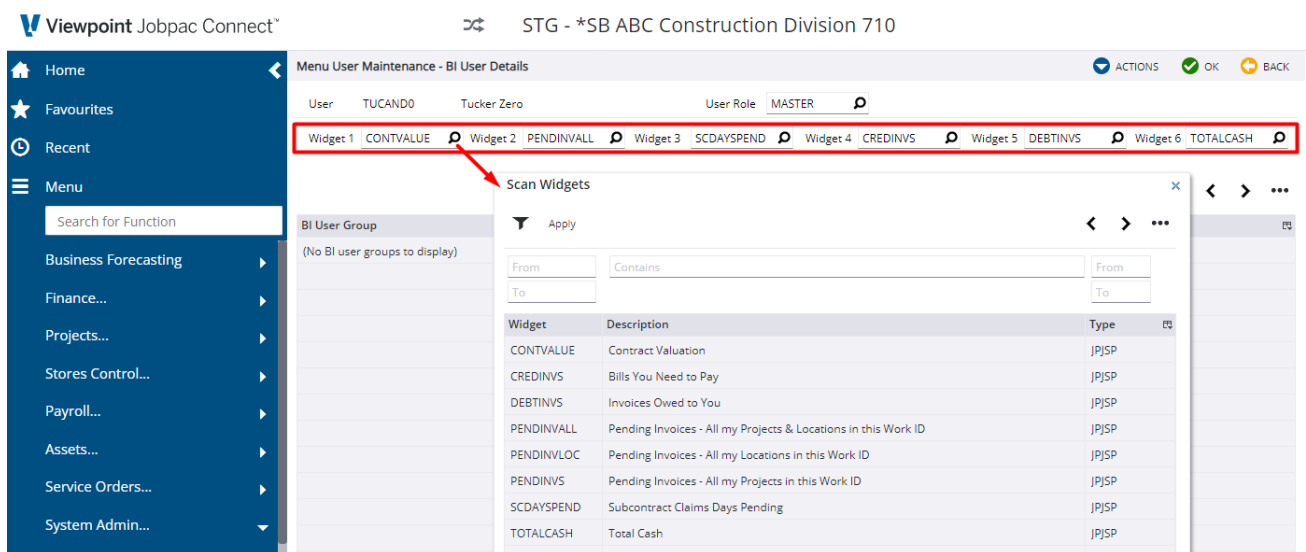 Viewpoint Jobpac Connect™
STG - *SB ABC Construction Division 710
Home
Favourites
Recent
Menu
Search for Function
Business Forecasting
Finance...
Projects...
Stores Control...
Payroll...
Assets...
Service Orders...
System Admin...
Menu User Maintenance - BI User Details
ACTIONS OK BACK
User TUCAND0 Tucker Zero User Role MASTER
Widget 1 CONTVALUE Widget 2 PENDINVALL Widget 3 SCDAYSPEND Widget 4 CREDINVS Widget 5 DEBTINVS Widget 6 TOTALCASH
BI User Group
(No BI user groups to display)
Scan Widgets
Apply
From Contains From
To To
Widget Description Type
CONTVALUE Contract Valuation JPJSP
CREDINVS Bills You Need to Pay JPJSP
DEBTINVS Invoices Owed to You JPJSP
PENDINVALL Pending Invoices - All my Projects & Locations in this Work ID JPJSP
PENDINVLOC Pending Invoices - All my Locations in this Work ID JPJSP
PENDINVS Pending Invoices - All my Projects in this Work ID JPJSP
SCDAYSPEND Subcontract Claims Days Pending JPJSP
TOTALCASH Total Cash JPJSP